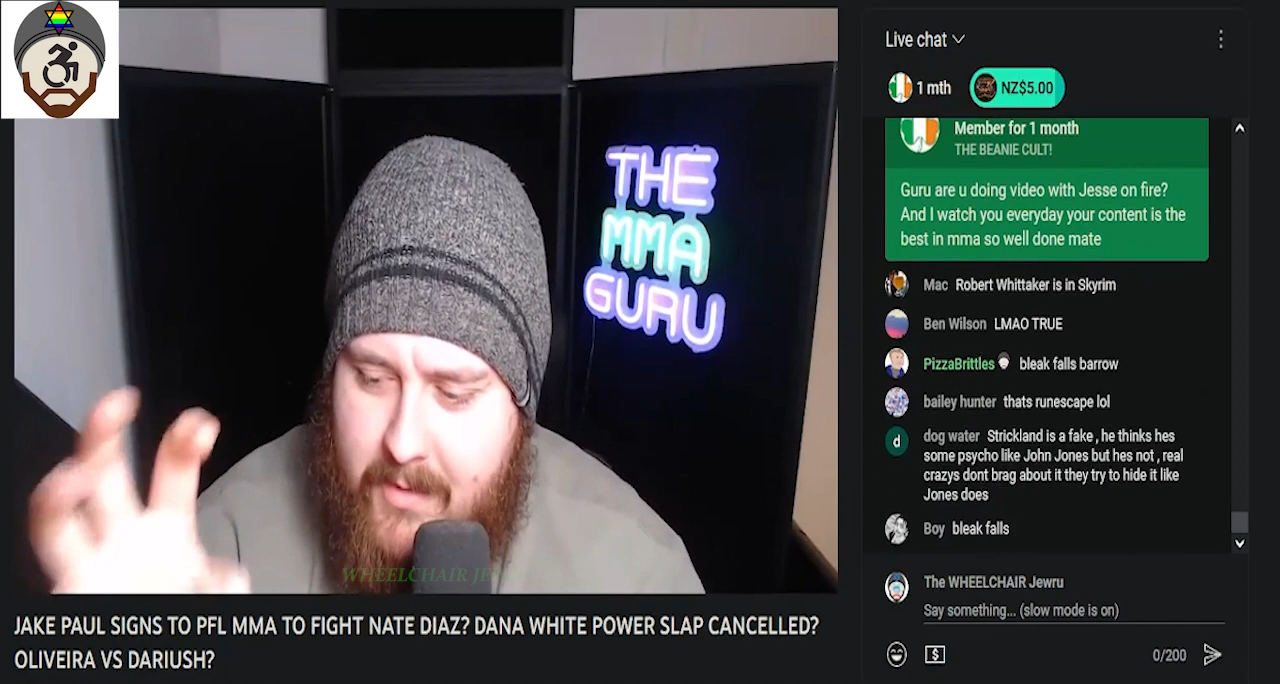 THE
MMA
GURU
WHEELCHAIR
JAKE PAUL SIGNS TO PFL MMA TO FIGHT NATE DIAZ? DANA WHITE POWER SLAP CANCELLED?
OLIVEIRA VS DARIUSH?
Live chat
1 mth
NZ$5.00
Member for 1 month
THE BEANIE CULT!
Guru are u doing video with Jesse on fire?
And I watch you everyday your content is the
best in mma so well done mate
Mac Robert Whittaker is in Skyrim
Ben Wilson LMAO TRUE
PizzaBrittles bleak falls barrow
bailey hunter thats runescape lol
d
dog water Strickland is a fake , he thinks hes
some psycho like John Jones but hes not , real
crazys dont brag about it they try to hide it like
Jones does
Boy bleak falls
The WHEELCHAIR Jewru
Say something... (slow mode is on)
$
0/200